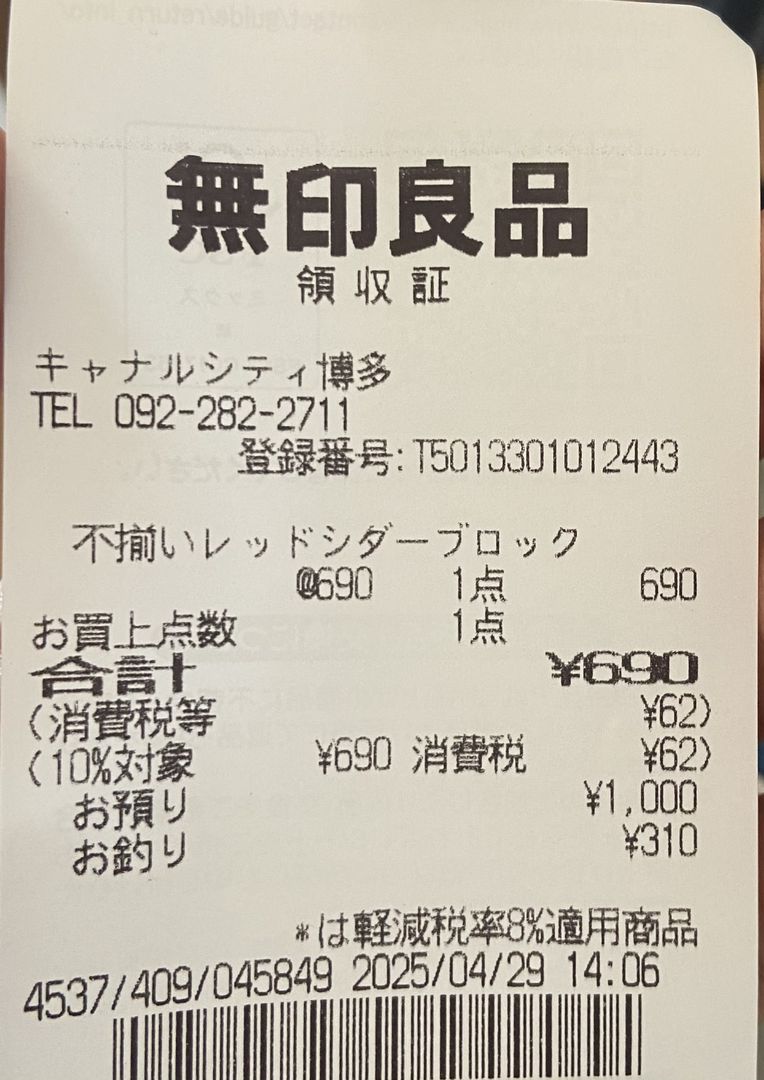 無印良品
領収証
キャナルシティ博多
TEL 092-282-2711
登録番号:T5013301012443
不揃いレッドシダーブロック
@690 1点 690
お買上点数 1点
合計 ¥690
(消費税等 ¥62)
(10%対象 ¥690 消費税 ¥62)
お預り ¥1,000
お釣り ¥310
*は軽減税率8%適用商品
4537/409/045849 2025/04/29 14:06